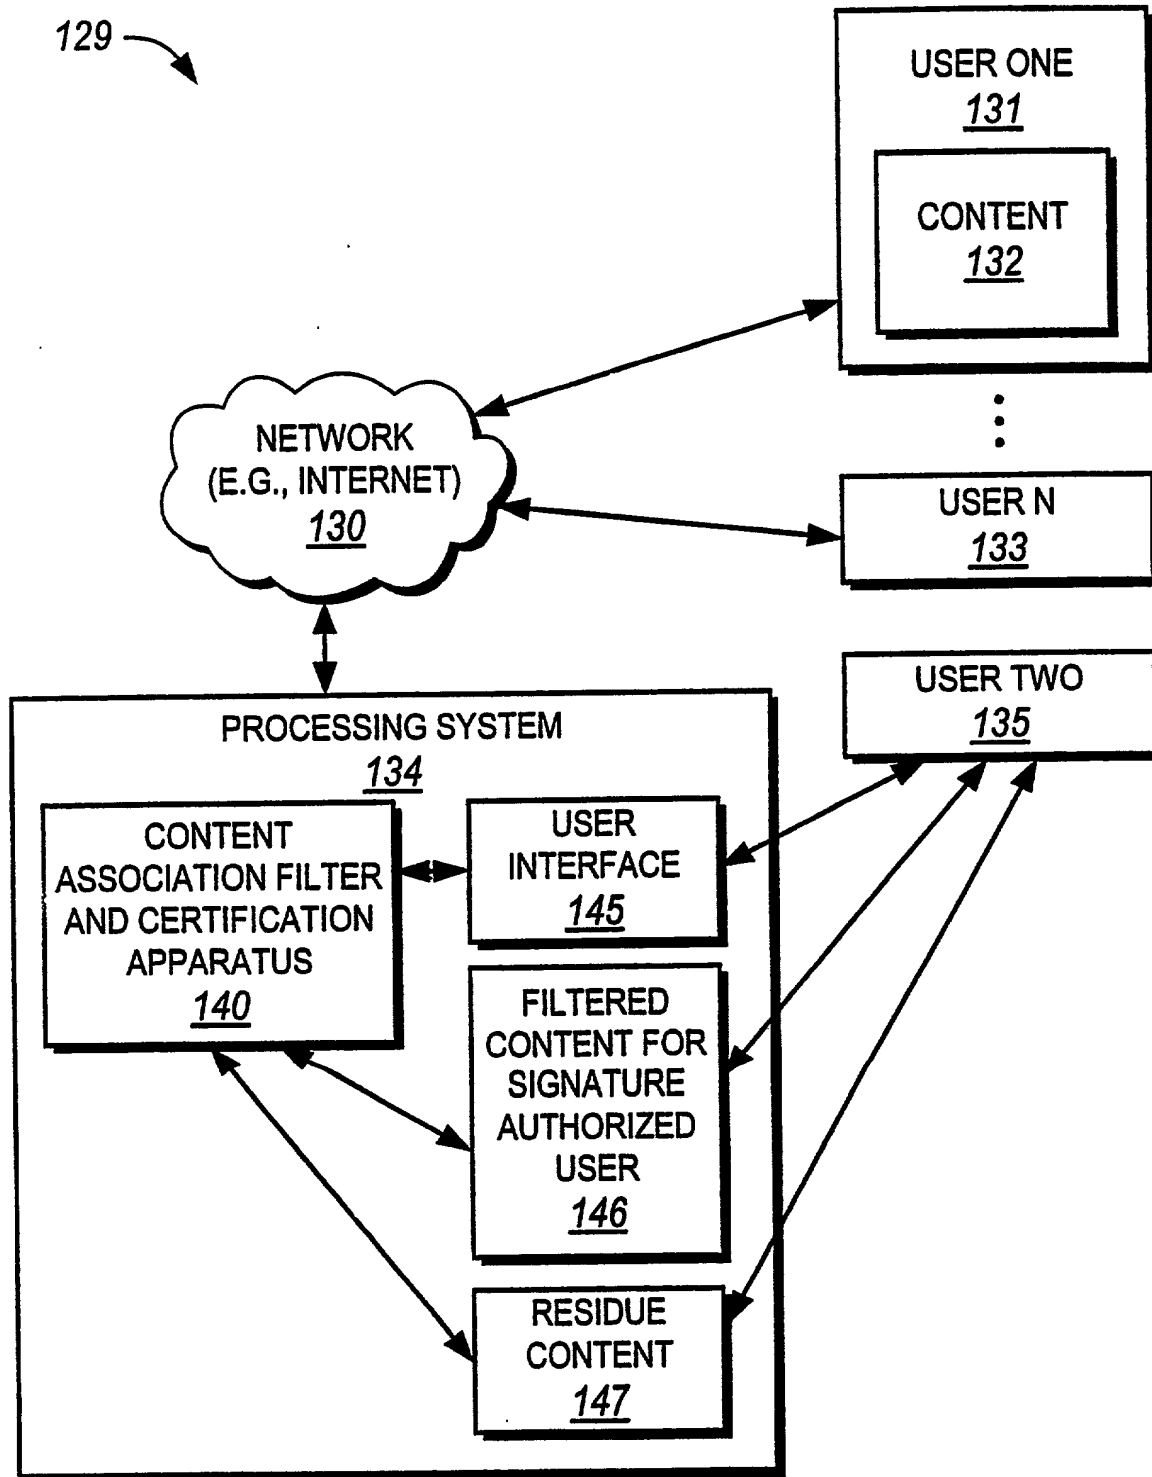 129
USER ONE
131
CONTENT
132
NETWORK
(E.G., INTERNET)
130
USER N
133
USER TWO
135
PROCESSING SYSTEM
134
CONTENT
ASSOCIATION FILTER
AND CERTIFICATION
APPARATUS
140
USER
INTERFACE
145
FILTERED
CONTENT FOR
SIGNATURE
AUTHORIZED
USER
146
RESIDUE
CONTENT
147